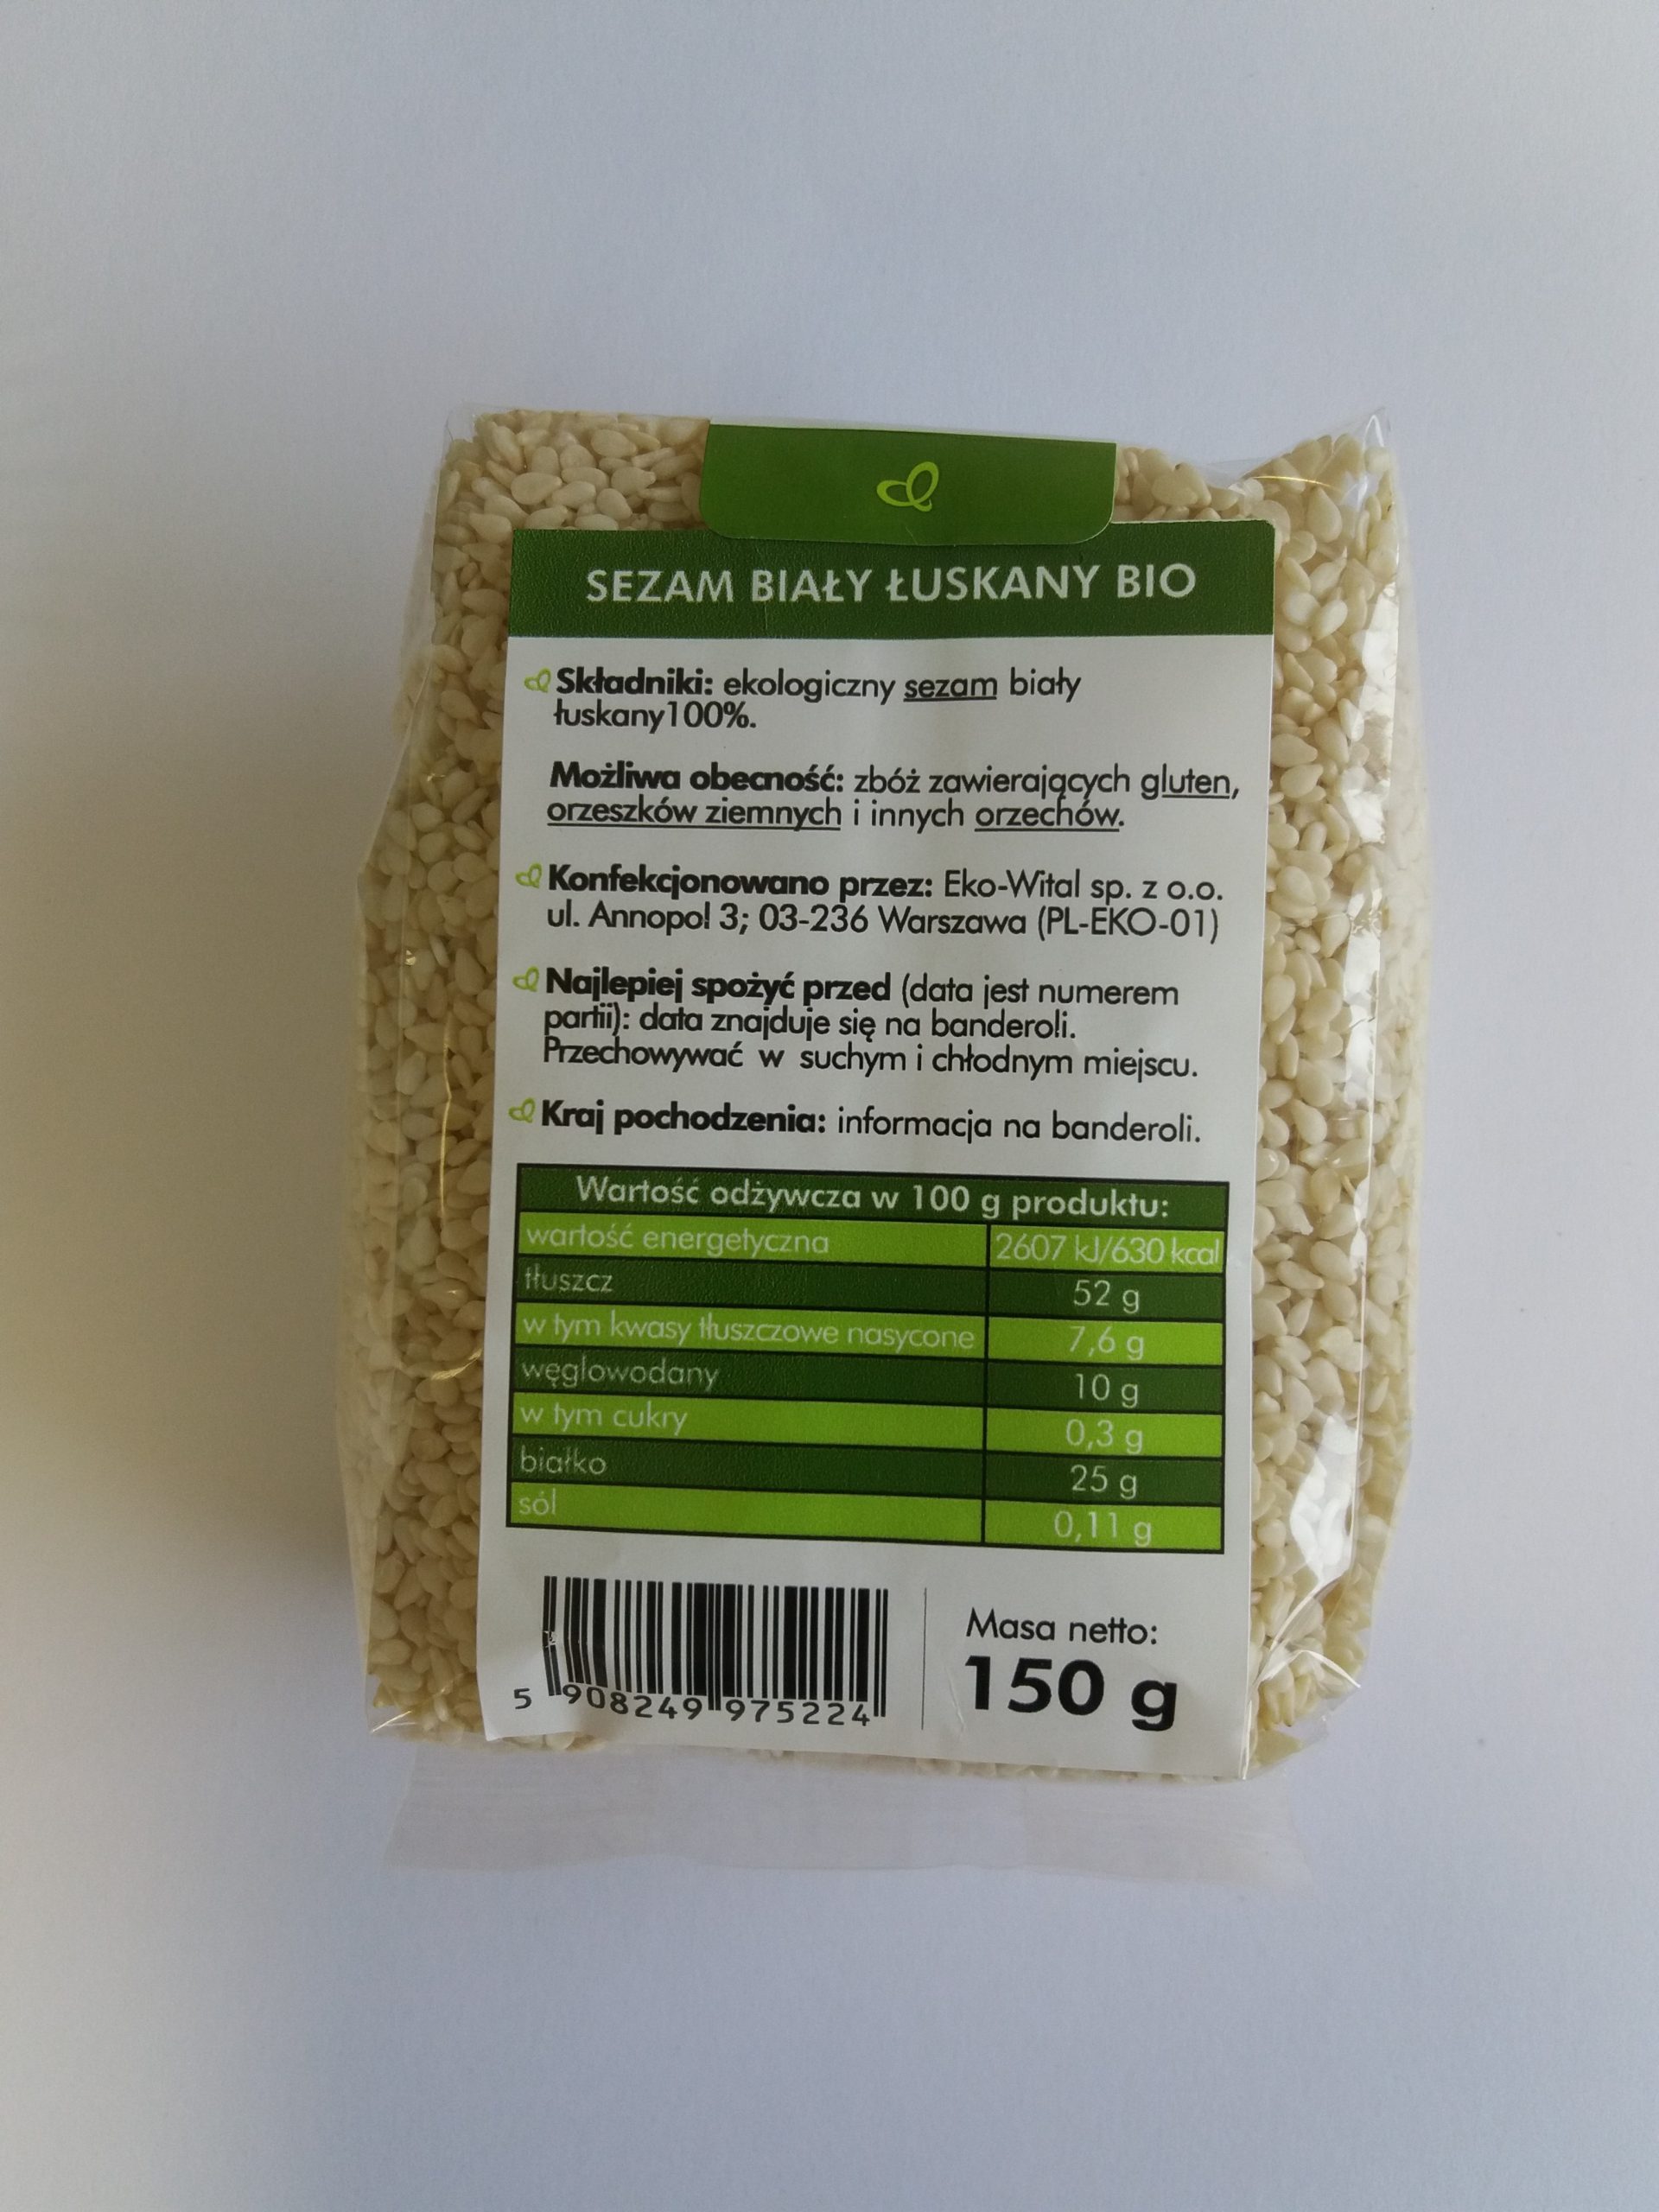 SEZAM BIAŁY ŁUSKANY BIO
Składniki: ekologiczny sezam biały
łuskany100%.
Możliwa obecność: zbóż zawierających gluten,
orzeszków ziemnych i innych orzechów.
Konfekcjonowano przez: Eko-Wital sp. z o.o.
ul. Annopol 3; 03-236 Warszawa (PL-EKO-01)
Najlepiej spożyć przed (data jest numerem
partii): data znajduje się na banderoli.
Przechowywać w suchym i chłodnym miejscu.
Kraj pochodzenia: informacja na banderoli.
Wartość odżywcza w 100 g produktu:
wartość energetyczna 2607 kJ/630 kcal
tłuszcz 52 g
w tym kwasy tłuszczowe nasycone 7,6 g
węglowodany 10 g
w tym cukry 0,3 g
białko 25 g
sól 0,11 g
5 908249 975224
Masa netto:
150 g